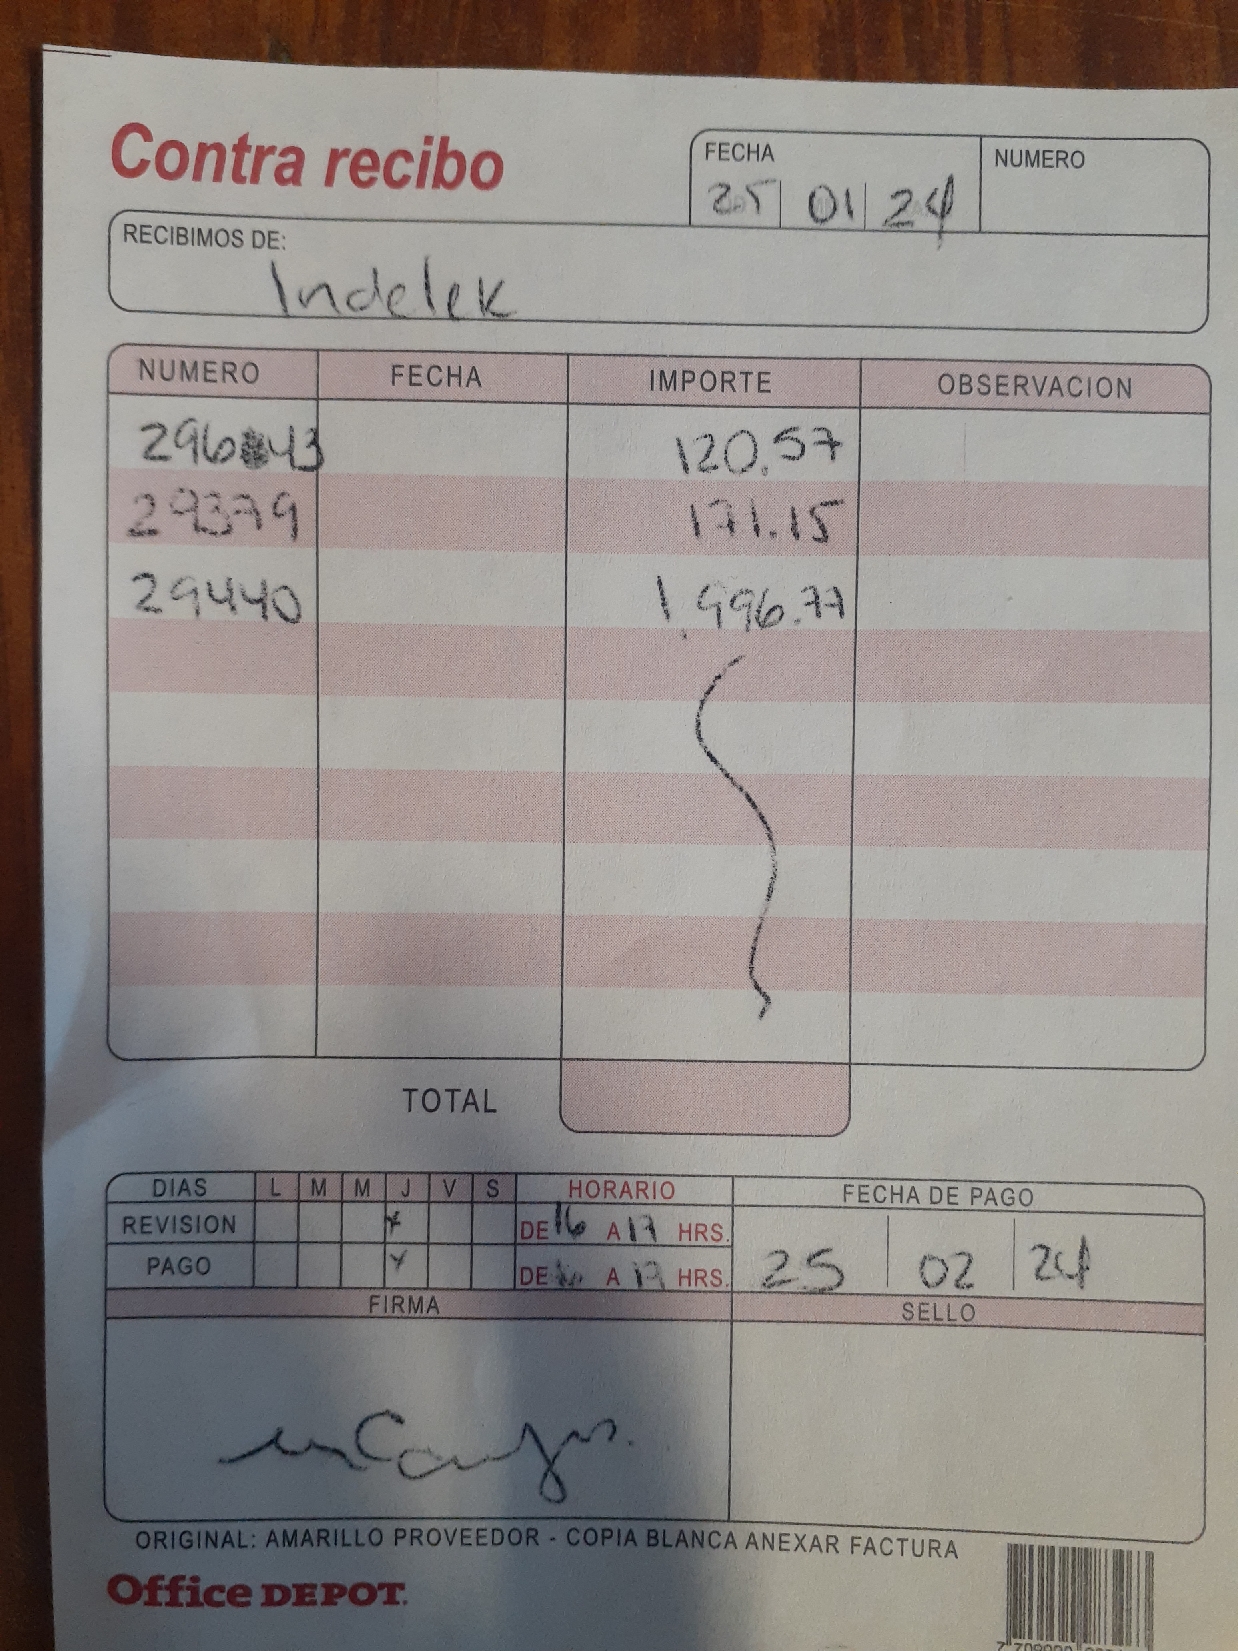 Contra recibo
FECHA
NUMERO
25 01 24
RECIBIMOS DE:
Indelek
NUMERO FECHA IMPORTE OBSERVACION
29643 120.57
29379 171.15
29440 1,996.77
TOTAL
DIAS L M M J V S HORARIO FECHA DE PAGO
REVISION DE 16 A 17 HRS.
PAGO DE A 17 HRS. 25 02 24
FIRMA SELLO
ORIGINAL: AMARILLO PROVEEDOR - COPIA BLANCA ANEXAR FACTURA
Office DEPOT.